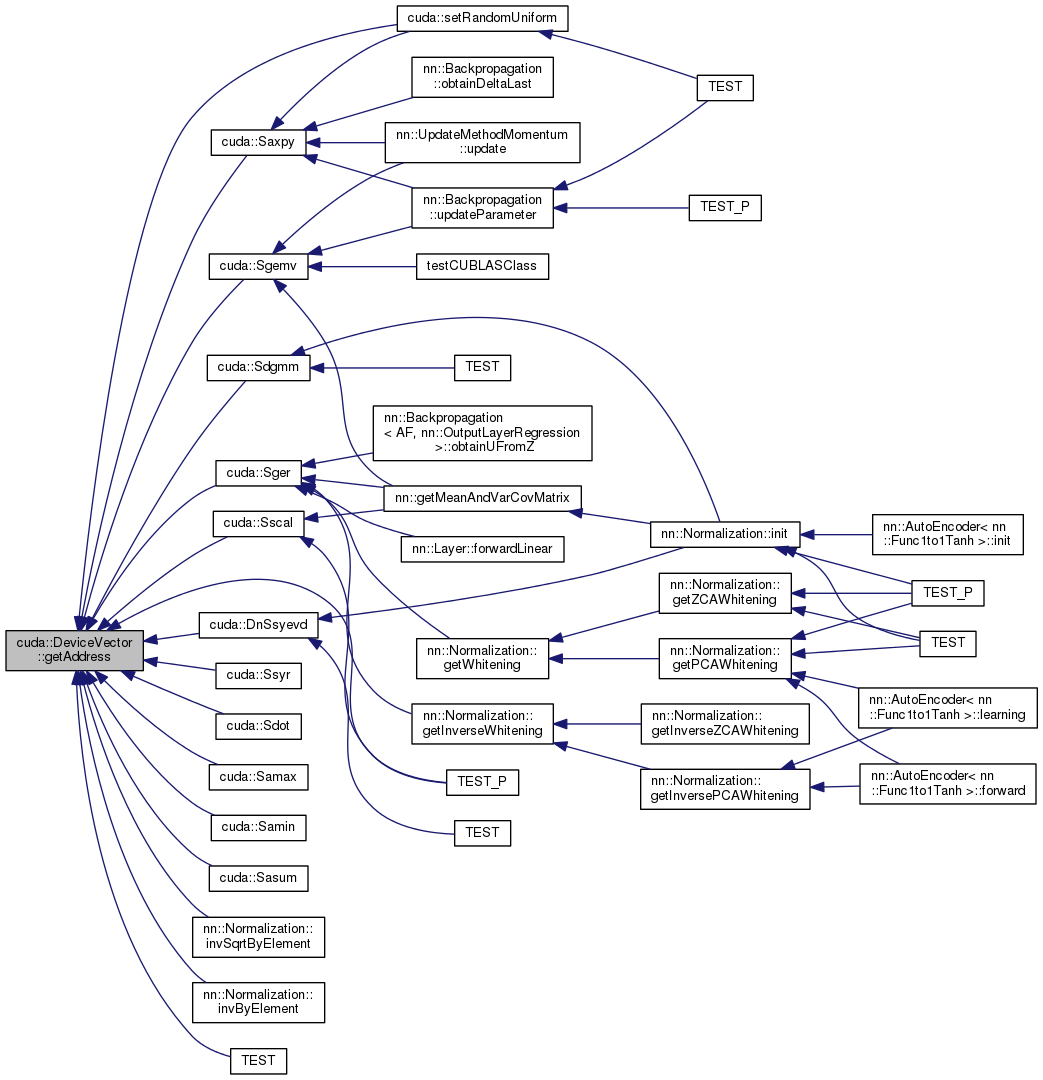 cuda::setRandomUniform
nn::Backpropagation
::obtainDeltaLast
TEST
cuda::Saxpy
nn::UpdateMethodMomentum
::update
nn::Backpropagation
::updateParameter
TEST_P
cuda::Sgemv
testCUBLASClass
cuda::Sdgmm
TEST
nn::Backpropagation
< AF, nn::OutputLayerRegression
>::obtainUFromZ
cuda::Sger
nn::getMeanAndVarCovMatrix
cuda::Sscal
nn::Layer::forwardLinear
nn::Normalization::init
nn::AutoEncoder< nn
::Func1to1Tanh >::init
nn::Normalization::
getZCAWhitening
TEST_P
cuda::DnSsyevd
cuda::DeviceVector
::getAddress
nn::Normalization::
getWhitening
nn::Normalization::
getPCAWhitening
TEST
cuda::Ssyr
nn::AutoEncoder< nn
::Func1to1Tanh >::learning
cuda::Sdot
nn::Normalization::
getInverseWhitening
nn::Normalization::
getInverseZCAWhitening
cuda::Samax
TEST_P
nn::Normalization::
getInversePCAWhitening
nn::AutoEncoder< nn
::Func1to1Tanh >::forward
cuda::Samin
TEST
cuda::Sasum
nn::Normalization::
invSqrtByElement
nn::Normalization::
invByElement
TEST